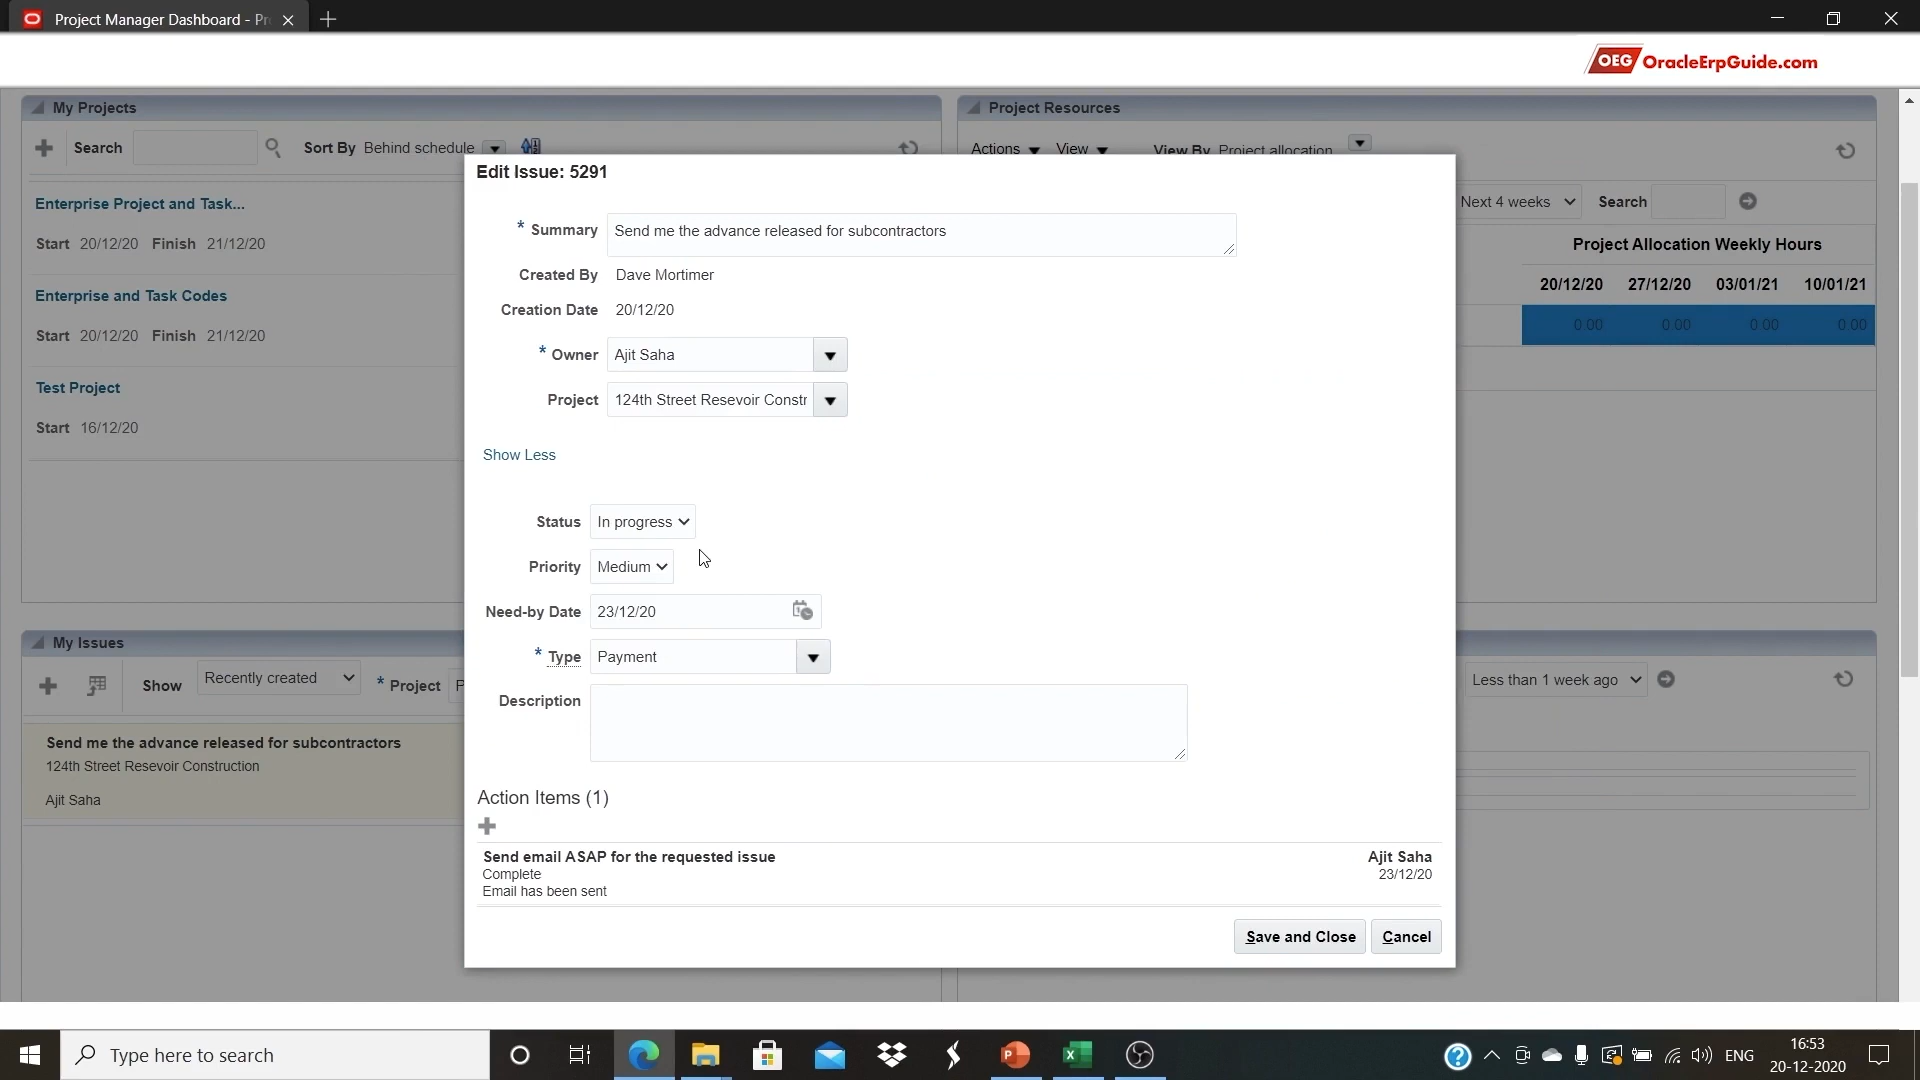 Project Manager Dashboard - Pr
OEG OracleErpGuide.com
My Projects
Project Resources
Search
Sort By Behind schedule
Actions View View By Project allocation
Enterprise Project and Task...
Start 20/12/20 Finish 21/12/20
Enterprise and Task Codes
Start 20/12/20 Finish 21/12/20
Test Project
Start 16/12/20
Next 4 weeks Search
Project Allocation Weekly Hours
20/12/20 27/12/20 03/01/21 10/01/21
0.00 0.00 0.00 0.00
Edit Issue: 5291
* Summary Send me the advance released for subcontractors
Created By Dave Mortimer
Creation Date 20/12/20
* Owner Ajit Saha
Project 124th Street Resevoir Constr
Show Less
Status In progress
Priority Medium
Need-by Date 23/12/20
* Type Payment
Description
Action Items (1)
Send email ASAP for the requested issue Ajit Saha
Complete 23/12/20
Email has been sent
Save and Close Cancel
My Issues
Show Recently created * Project P
Send me the advance released for subcontractors
124th Street Resevoir Construction
Ajit Saha
Less than 1 week ago
Type here to search
ENG
16:53
20-12-2020